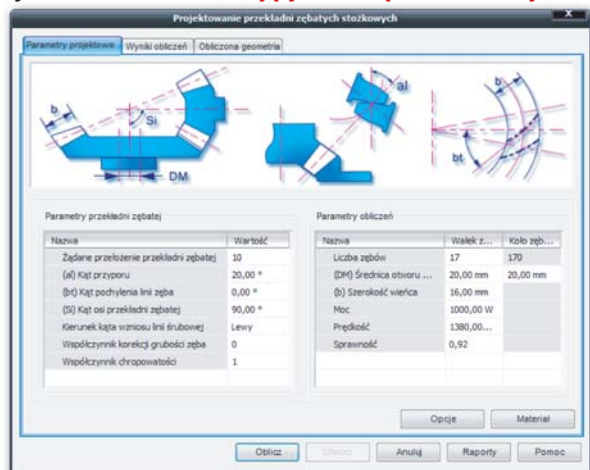 Projektowanie przekładni zębatych stożkowych
Parametry projektowe Wyniki obliczeń Obliczona geometria
b Si DM al b bt
Parametry przekładni zębatej
Nazwa Wartość
Żądane przełożenie przekładni zębatej 10
(al) Kąt przyporu 20,00 °
(bt) Kąt pochylenia linii zęba 0,00 °
(Si) Kąt osi przekładni zębatej 90,00 °
Kierunek kąta wzniosu linii śrubowej Lewy
Współczynnik korekcji grubości zęba 0
Współczynnik chropowatości 1
Parametry obliczeń
Nazwa Wałek z... Koło zęb...
Liczba zębów 17 170
(DM) Średnica otworu ... 20,00 mm 20,00 mm
(b) Szerokość wieńca 16,00 mm
Moc 1000,00 W
Prędkość 1380,00...
Sprawność 0,92
Opcje Materiał
Oblicz Anuluj Raporty Pomoc